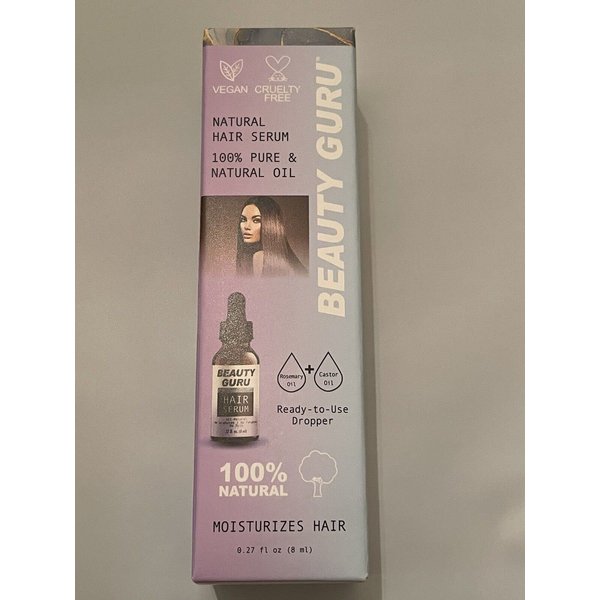 VEGAN
CRUELTY
FREE
NATURAL
HAIR SERUM
100% PURE &
NATURAL OIL
BEAUTY GURU™
BEAUTY
GURU
HAIR
SERUM
Rosemary
Oil
+
Castor
Oil
Ready-to-Use
Dropper
100%
NATURAL
MOISTURIZES HAIR
0.27 fl oz (8 ml)